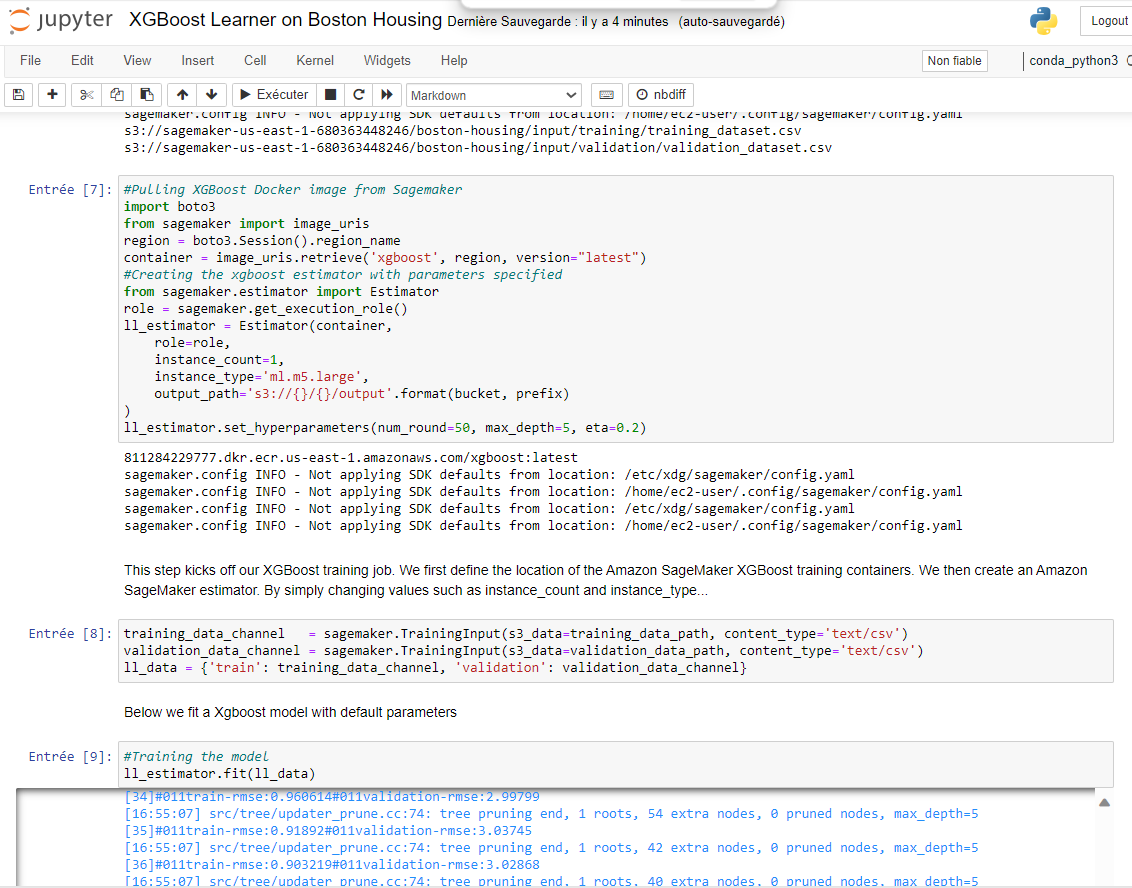 jupyter XGBoost Learner on Boston Housing Dernière Sauvegarde : il y a 4 minutes (auto-sauvegardé)
Logout
File Edit View Insert Cell Kernel Widgets Help
Non fiable
conda_python3
Exécuter
Markdown
nbdiff
sagemaker.config INFO - Not applying SDK defaults from location: /home/ec2-user/.config/sagemaker/config.yaml
s3://sagemaker-us-east-1-680363448246/boston-housing/input/training/training_dataset.csv
s3://sagemaker-us-east-1-680363448246/boston-housing/input/validation/validation_dataset.csv
Entrée [7]:
#Pulling XGBoost Docker image from Sagemaker
import boto3
from sagemaker import image_uris
region = boto3.Session().region_name
container = image_uris.retrieve('xgboost', region, version="latest")
#Creating the xgboost estimator with parameters specified
from sagemaker.estimator import Estimator
role = sagemaker.get_execution_role()
ll_estimator = Estimator(container,
    role=role,
    instance_count=1,
    instance_type='ml.m5.large',
    output_path='s3://{}/{}/output'.format(bucket, prefix)
)
ll_estimator.set_hyperparameters(num_round=50, max_depth=5, eta=0.2)
811284229777.dkr.ecr.us-east-1.amazonaws.com/xgboost:latest
sagemaker.config INFO - Not applying SDK defaults from location: /etc/xdg/sagemaker/config.yaml
sagemaker.config INFO - Not applying SDK defaults from location: /home/ec2-user/.config/sagemaker/config.yaml
sagemaker.config INFO - Not applying SDK defaults from location: /etc/xdg/sagemaker/config.yaml
sagemaker.config INFO - Not applying SDK defaults from location: /home/ec2-user/.config/sagemaker/config.yaml
This step kicks off our XGBoost training job. We first define the location of the Amazon SageMaker XGBoost training containers. We then create an Amazon
SageMaker estimator. By simply changing values such as instance_count and instance_type...
Entrée [8]:
training_data_channel   = sagemaker.TrainingInput(s3_data=training_data_path, content_type='text/csv')
validation_data_channel = sagemaker.TrainingInput(s3_data=validation_data_path, content_type='text/csv')
ll_data = {'train': training_data_channel, 'validation': validation_data_channel}
Below we fit a Xgboost model with default parameters
Entrée [9]:
#Training the model
ll_estimator.fit(ll_data)
[34]#011train-rmse:0.960614#011validation-rmse:2.99799
[16:55:07] src/tree/updater_prune.cc:74: tree pruning end, 1 roots, 54 extra nodes, 0 pruned nodes, max_depth=5
[35]#011train-rmse:0.91892#011validation-rmse:3.03745
[16:55:07] src/tree/updater_prune.cc:74: tree pruning end, 1 roots, 42 extra nodes, 0 pruned nodes, max_depth=5
[36]#011train-rmse:0.903219#011validation-rmse:3.02868
[16:55:07] src/tree/updater_prune.cc:74: tree pruning end, 1 roots, 40 extra nodes, 0 pruned nodes, max_depth=5